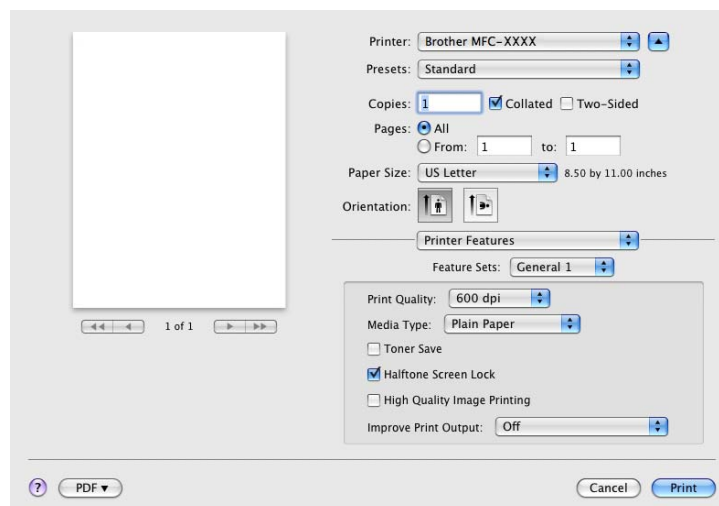 Printer: Brother MFC-XXXX
Presets: Standard
Copies: 1 Collated Two-Sided
Pages: All
From: 1 to: 1
Paper Size: US Letter 8.50 by 11.00 inches
Orientation:
Printer Features
Feature Sets: General 1
Print Quality: 600 dpi
Media Type: Plain Paper
Toner Save
Halftone Screen Lock
High Quality Image Printing
Improve Print Output: Off
1 of 1
? PDF ▼ Cancel Print